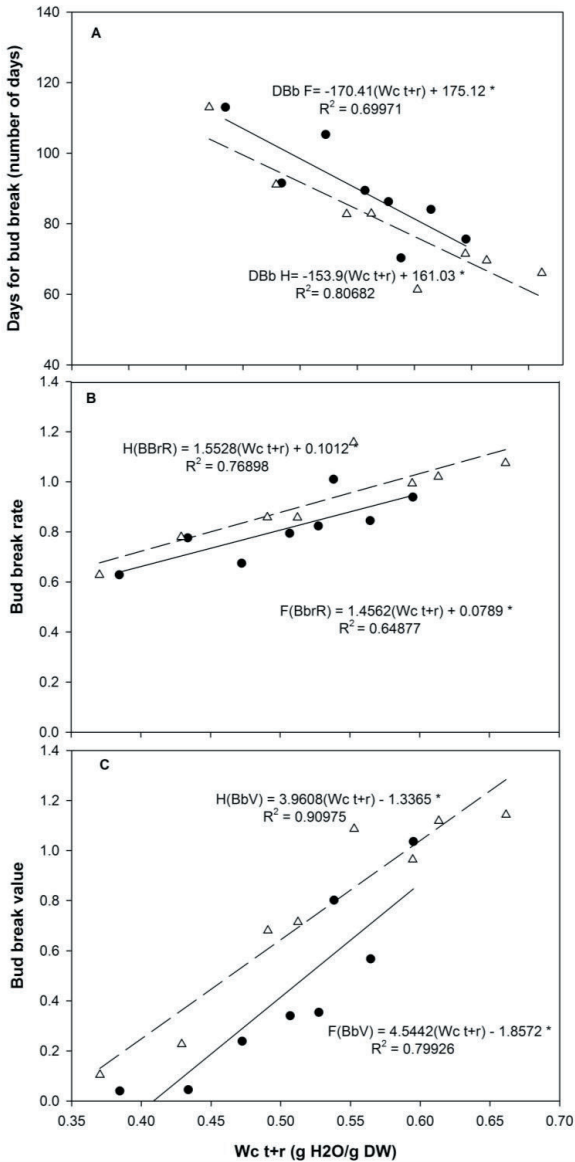 A
140
120
100
80
60
40
Days for bud break (number of days)
DBb F= -170.41(Wc t+r) + 175.12 *
R2 = 0.69971
DBb H= -153.9(Wc t+r) + 161.03 *
R2= 0.80682
B
1.4
1.2
1.0
0.8
0.6
0.4
0.2
0.0
Bud break rate
H(BBrR) = 1.5528(Wc t+r) + 0.1012*
R2 = 0.76898
F(BbrR) = 1.4562(Wc t+r) + 0.0789 *
R2 = 0.64877
C
1.4
1.2
1.0
0.8
0.6
0.4
0.2
0.0
Bud break value
H(BbV) = 3.9608(Wc t+r) - 1.3365 *
R2 = 0.90975
F(BbV) = 4.5442(Wc t+r) - 1.8572 *
R2 = 0.79926
0.35 0.40 0.45 0.50 0.55 0.60 0.65 0.70
Wc t+r (g H2O/g DW)